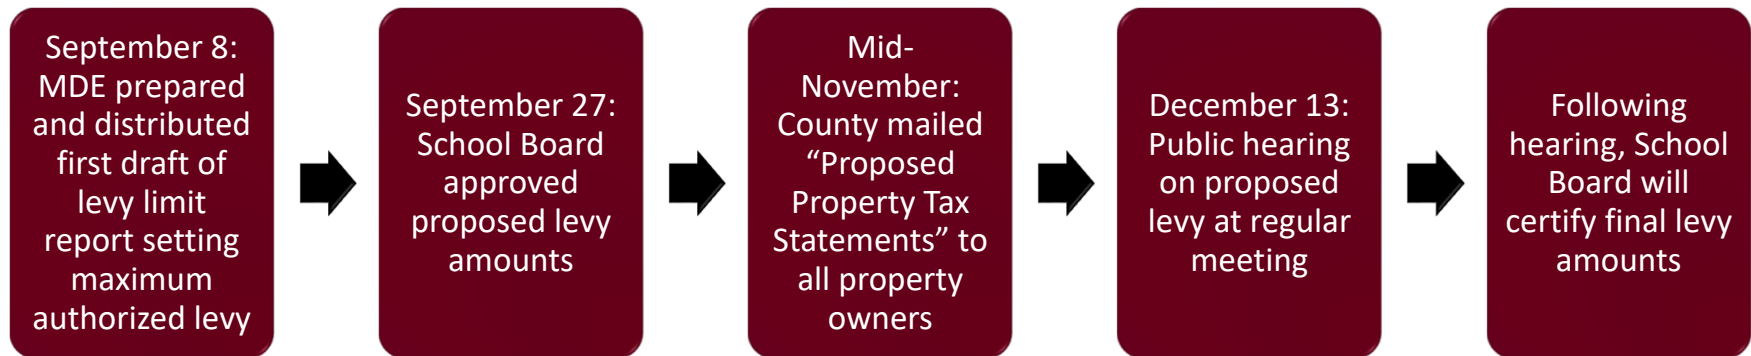 September 8:
MDE prepared
and distributed
first draft of
levy limit
report setting
maximum
authorized levy
September 27:
School Board
approved
proposed levy
amounts
Mid-
November:
County mailed
“Proposed
Property Tax
Statements” to
all property
owners
December 13:
Public hearing
on proposed
levy at regular
meeting
Following
hearing, School
Board will
certify final levy
amounts